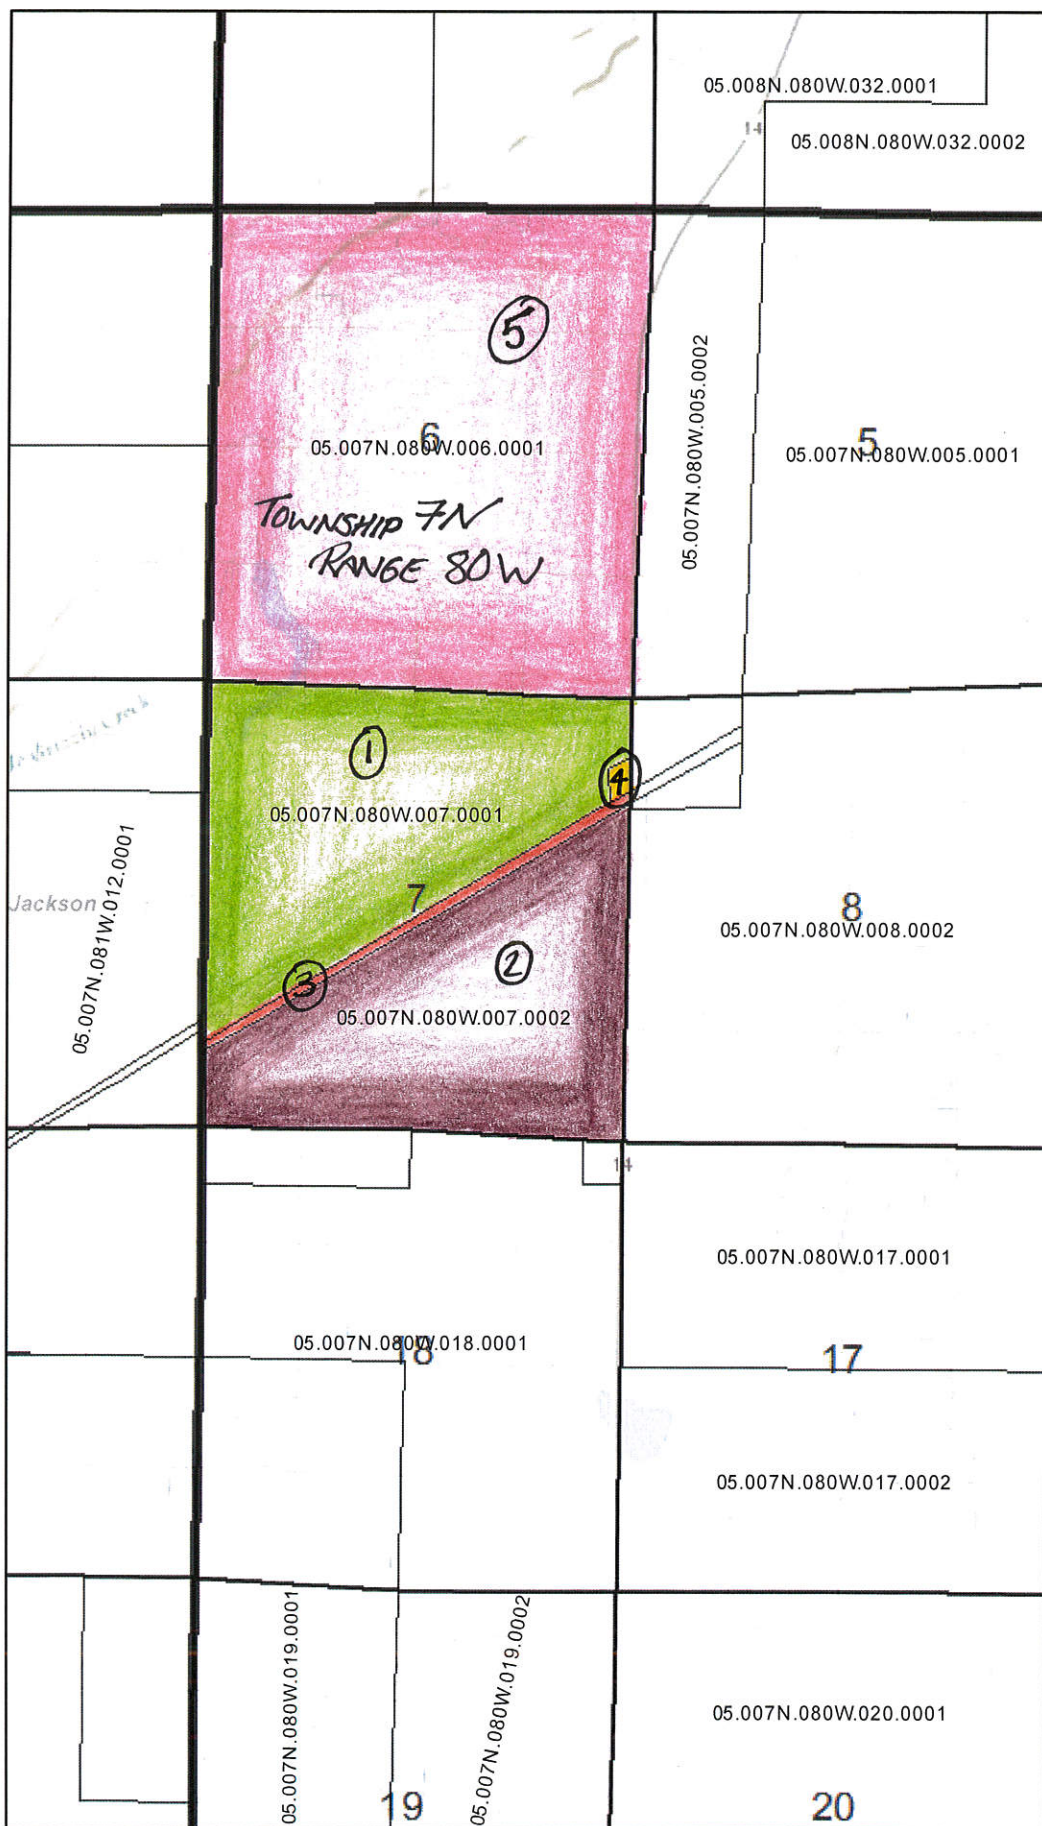 05.008N.080W.032.0001
14
05.008N.080W.032.0002
5
6
05.007N.080W.006.0001
05.007N.080W.005.0002
5
05.007N.080W.005.0001
TOWNSHIP 7N
RANGE 80W
1
4
05.007N.080W.007.0001
05.007N.081W.012.0001
Jackson
7
8
05.007N.080W.008.0002
2
3
05.007N.080W.007.0002
14
05.007N.080W.017.0001
05.007N.080W.018.0001
18
17
05.007N.080W.017.0002
05.007N.080W.019.0001
05.007N.080W.019.0002
05.007N.080W.020.0001
19
20